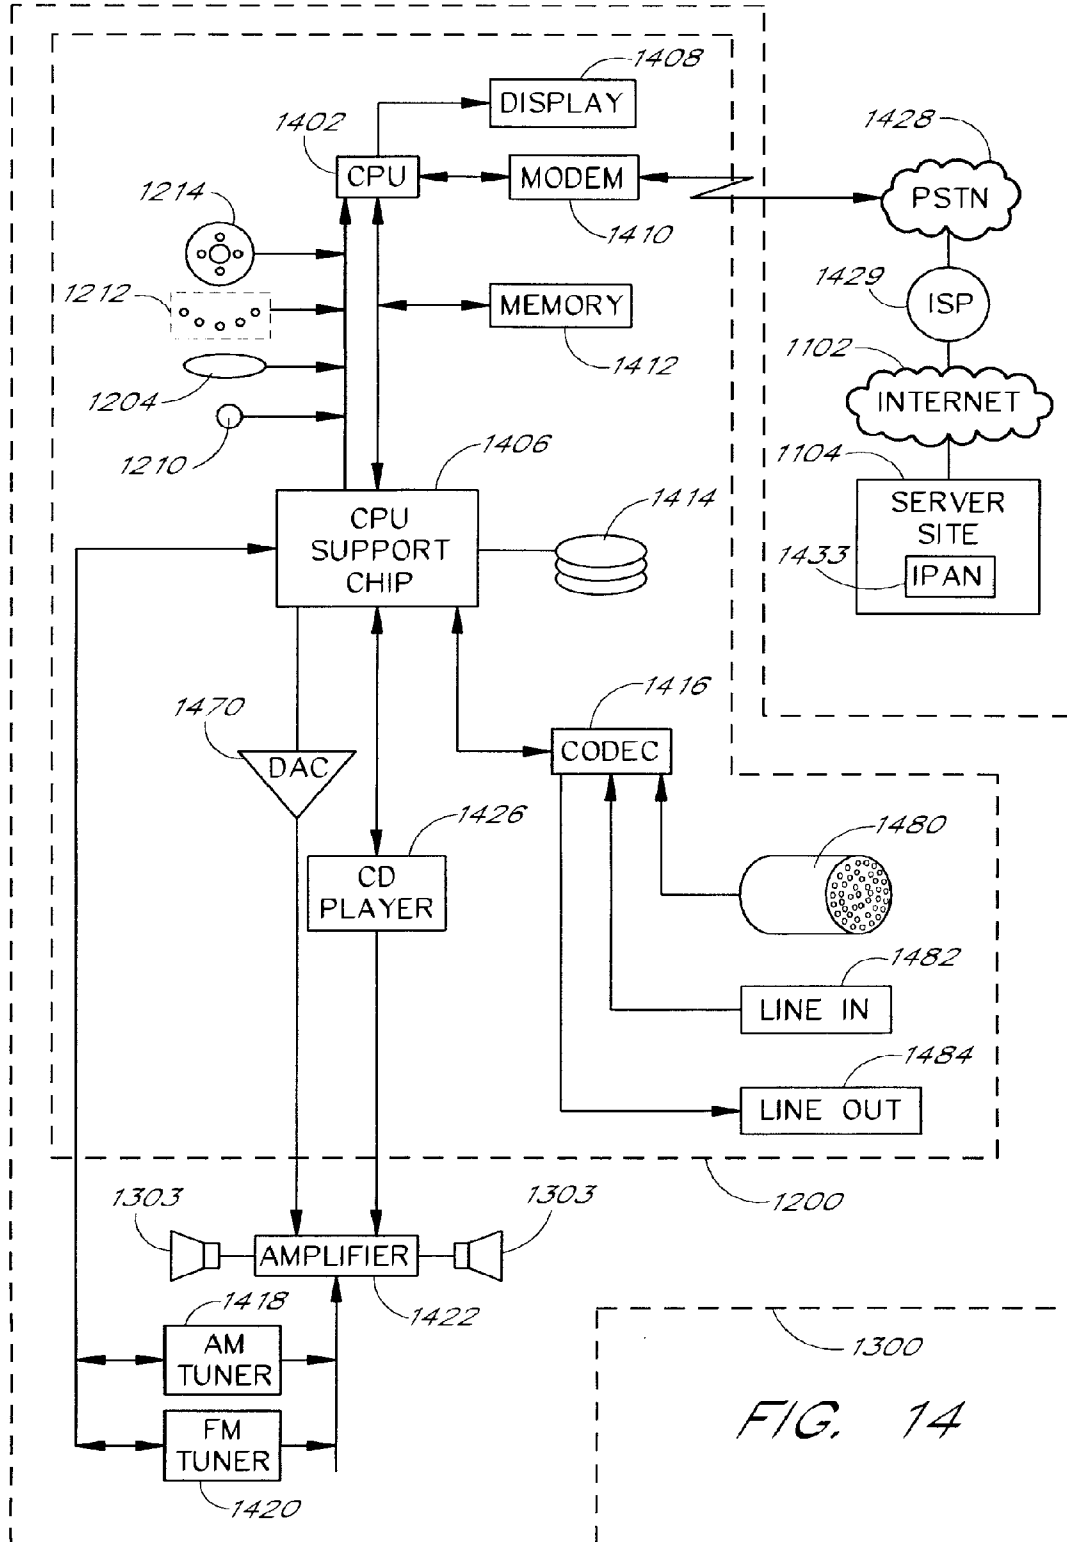 1408
DISPLAY
1402
CPU
MODEM
1410
1428
PSTN
1214
1429
ISP
1212
MEMORY
1412
1102
INTERNET
1204
1210
1406
1104
CPU
SUPPORT
CHIP
1414
SERVER
SITE
1433
IPAN
1416
CODEC
1470
DAC
1426
CD
PLAYER
1480
1482
LINE IN
1484
LINE OUT
1200
1303
1303
AMPLIFIER
1422
1418
AM
TUNER
1300
FM
TUNER
1420
FIG. 14